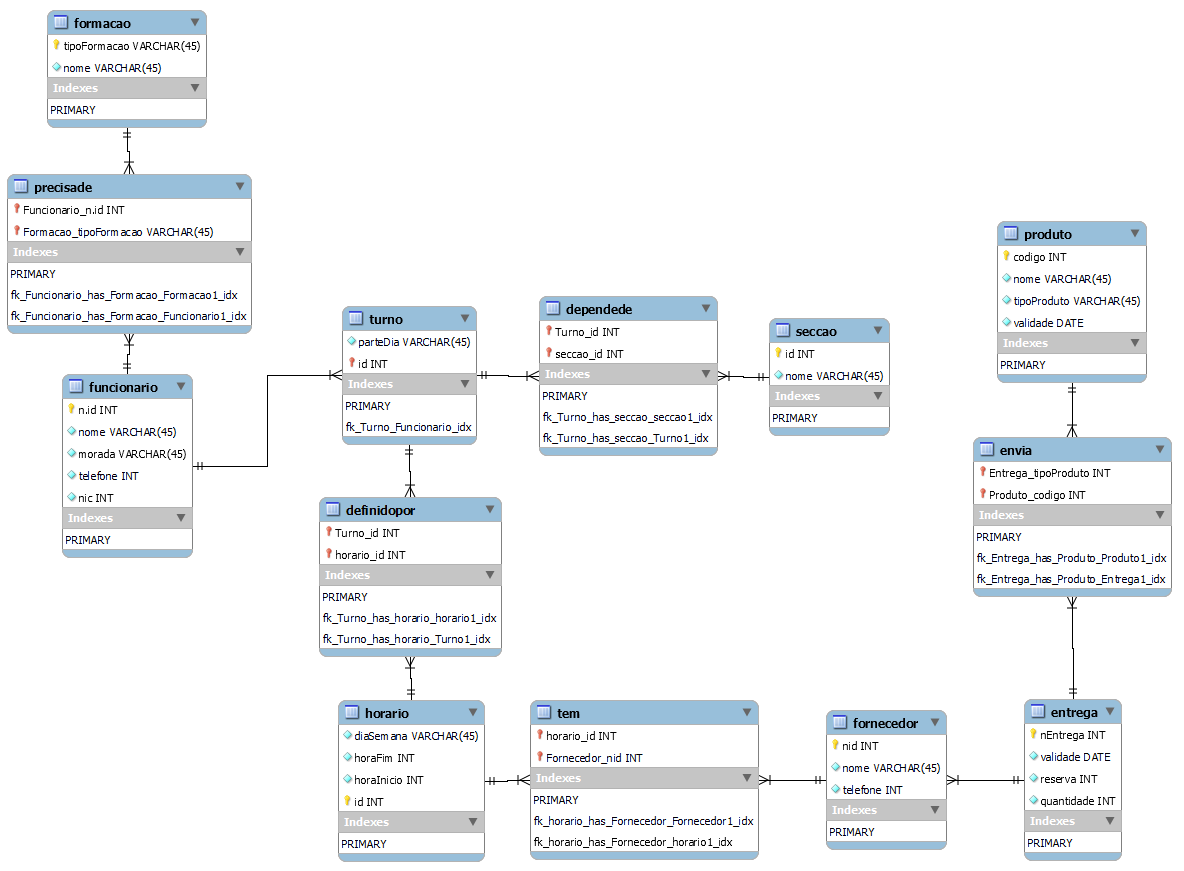 formacao
tipoFormacao VARCHAR(45)
nome VARCHAR(45)
Indexes
PRIMARY
precisade
Funcionario_n.id INT
Formacao_tipoFormacao VARCHAR(45)
Indexes
PRIMARY
fk_Funcionario_has_Formacao_Formacao1_idx
fk_Funcionario_has_Formacao_Funcionario1_idx
funcionario
n.id INT
nome VARCHAR(45)
morada VARCHAR(45)
telefone INT
nic INT
Indexes
PRIMARY
turno
parteDia VARCHAR(45)
id INT
Indexes
PRIMARY
fk_Turno_Funcionario_idx
dependede
Turno_id INT
seccao_id INT
Indexes
PRIMARY
fk_Turno_has_seccao_seccao1_idx
fk_Turno_has_seccao_Turno1_idx
seccao
id INT
nome VARCHAR(45)
Indexes
PRIMARY
produto
codigo INT
nome VARCHAR(45)
tipoProduto VARCHAR(45)
validade DATE
Indexes
PRIMARY
envia
Entrega_tipoProduto INT
Produto_codigo INT
Indexes
PRIMARY
fk_Entrega_has_Produto_Produto1_idx
fk_Entrega_has_Produto_Entrega1_idx
definidopor
Turno_id INT
horario_id INT
Indexes
PRIMARY
fk_Turno_has_horario_horario1_idx
fk_Turno_has_horario_Turno1_idx
horario
diaSemana VARCHAR(45)
horaFim INT
horaInicio INT
id INT
Indexes
PRIMARY
tem
horario_id INT
Fornecedor_nid INT
Indexes
PRIMARY
fk_horario_has_Fornecedor_Fornecedor1_idx
fk_horario_has_Fornecedor_horario1_idx
fornecedor
nid INT
nome VARCHAR(45)
telefone INT
Indexes
PRIMARY
entrega
nEntrega INT
validade DATE
reserva INT
quantidade INT
Indexes
PRIMARY